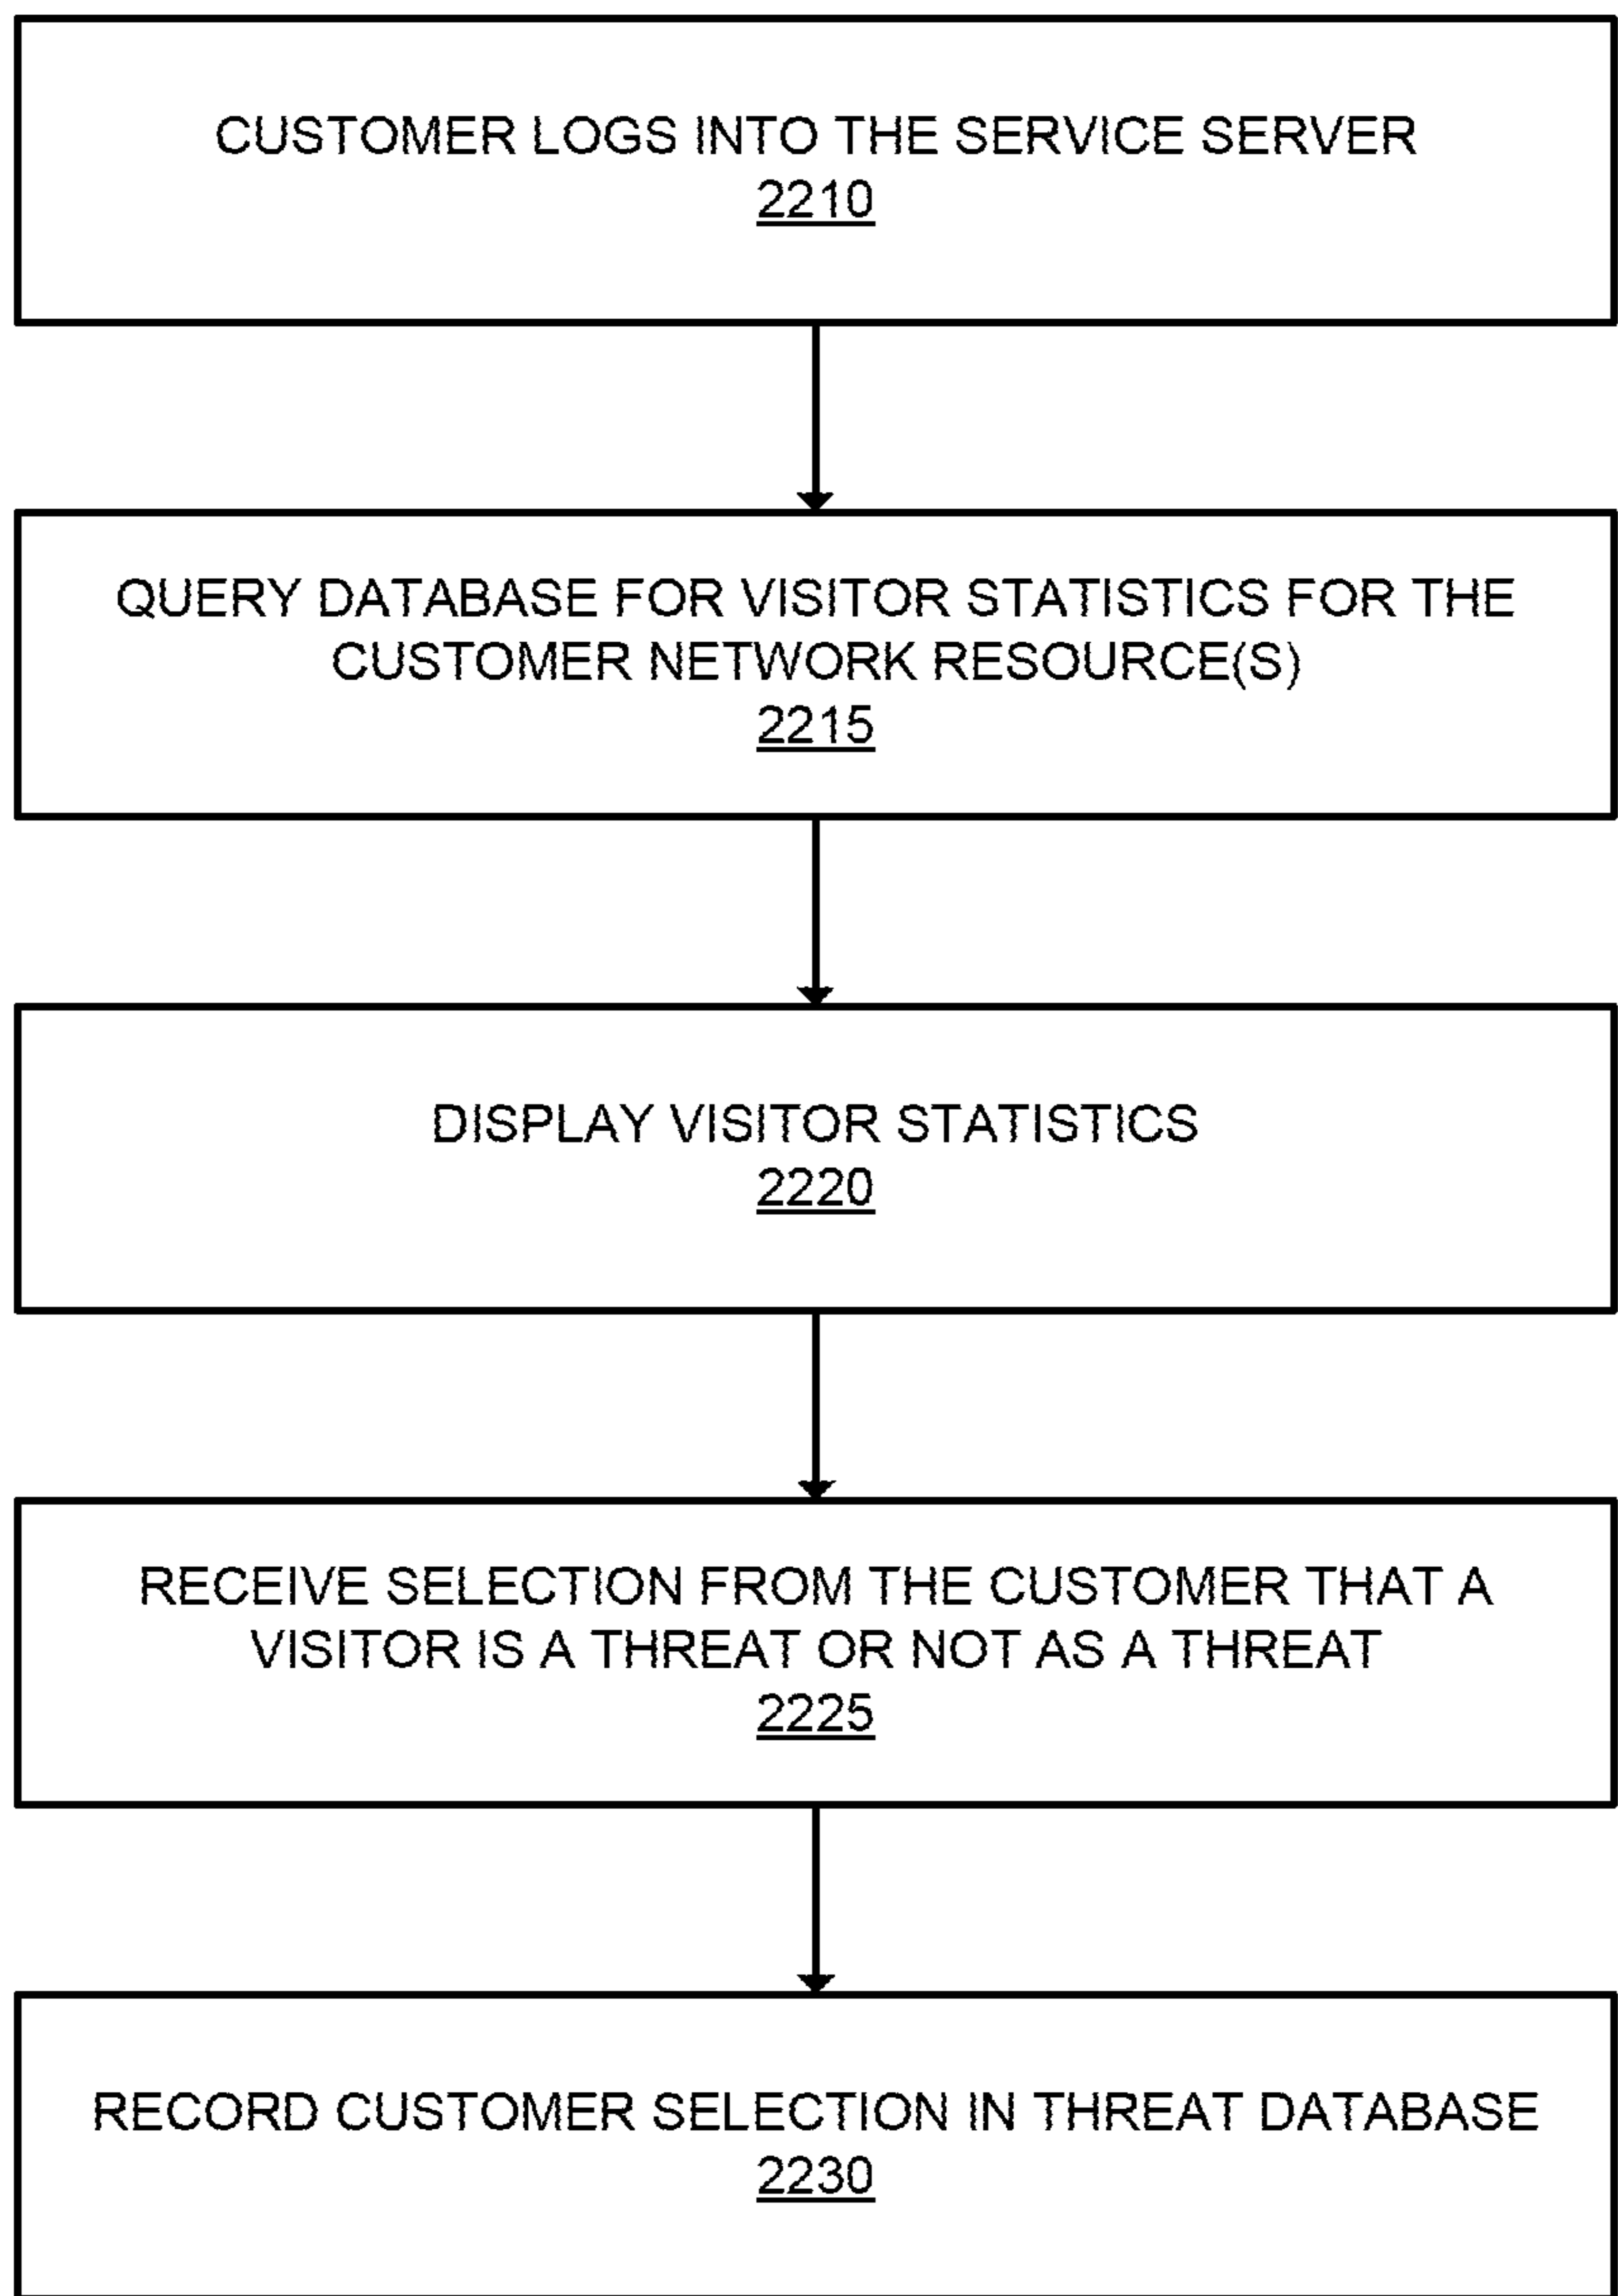 CUSTOMER LOGS INTO THE SERVICE SERVER
2210
QUERY DATABASE FOR VISITOR STATISTICS FOR THE
CUSTOMER NETWORK RESOURCE(S)
2215
DISPLAY VISITOR STATISTICS
2220
RECEIVE SELECTION FROM THE CUSTOMER THAT A
VISITOR IS A THREAT OR NOT AS A THREAT
2225
RECORD CUSTOMER SELECTION IN THREAT DATABASE
2230